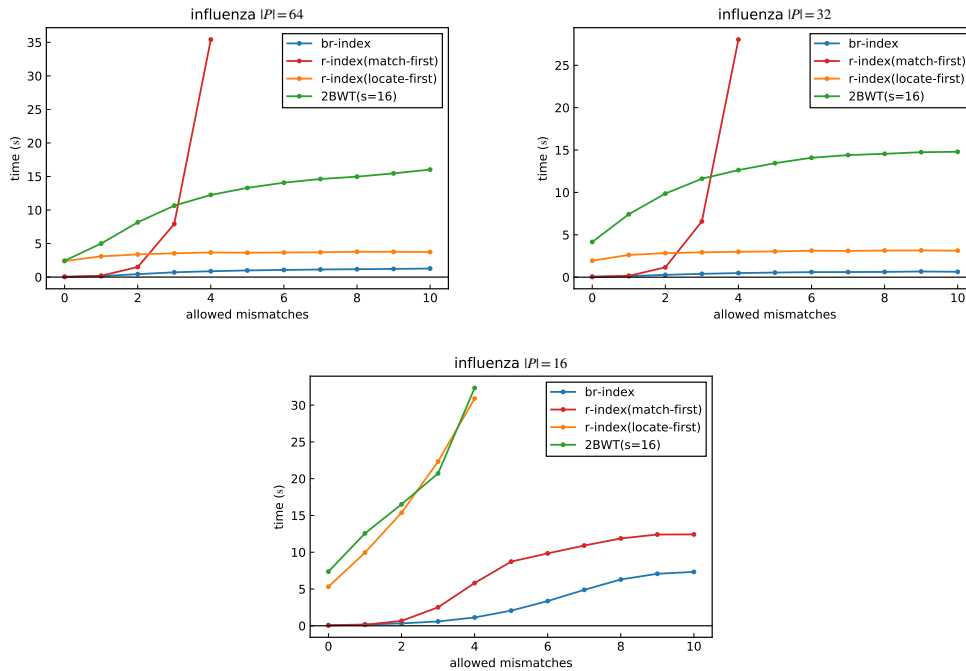 influenza |P|=64
35
30
25
20
15
10
5
0
time (s)
br-index
r-index(match-first)
r-index(locate-first)
2BWT(s=16)
0 2 4 6 8 10
allowed mismatches
influenza |P|=32
25
20
15
10
5
0
time (s)
br-index
r-index(match-first)
r-index(locate-first)
2BWT(s=16)
0 2 4 6 8 10
allowed mismatches
influenza |P|=16
30
25
20
15
10
5
0
time (s)
br-index
r-index(match-first)
r-index(locate-first)
2BWT(s=16)
0 2 4 6 8 10
allowed mismatches